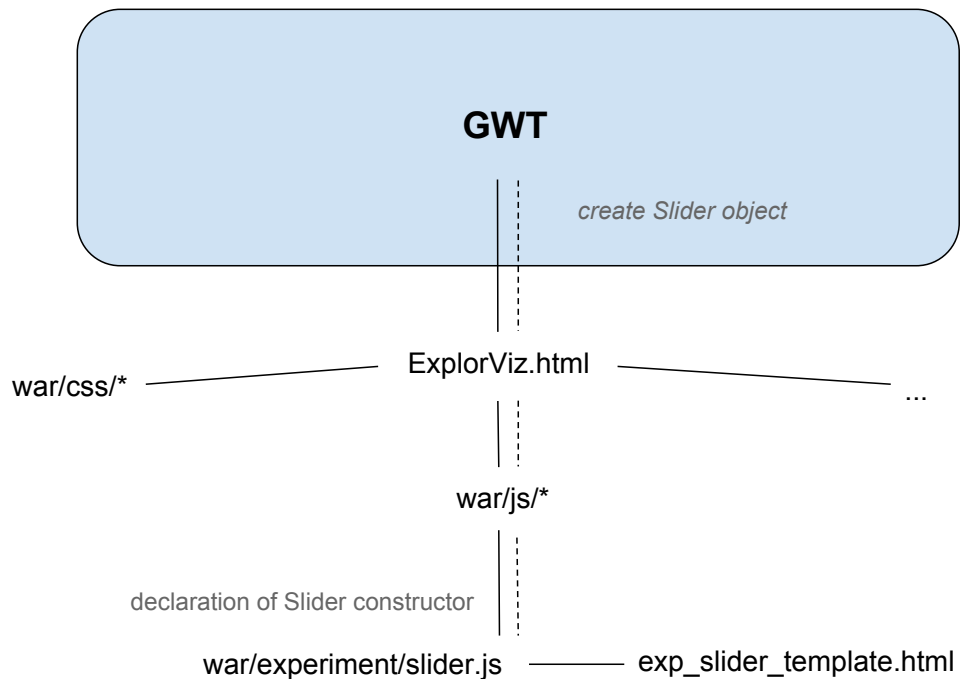 GWT
create Slider object
ExplorViz.html
war/css/*
...
war/js/*
declaration of Slider constructor
war/experiment/slider.js
exp_slider_template.html